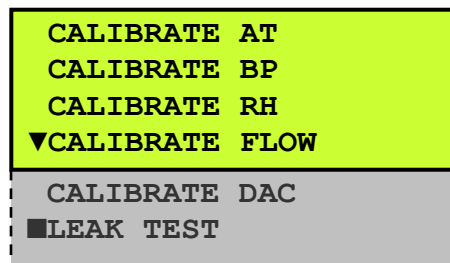 CALIBRATE AT
CALIBRATE BP
CALIBRATE RH
▼CALIBRATE FLOW
CALIBRATE DAC
■LEAK TEST